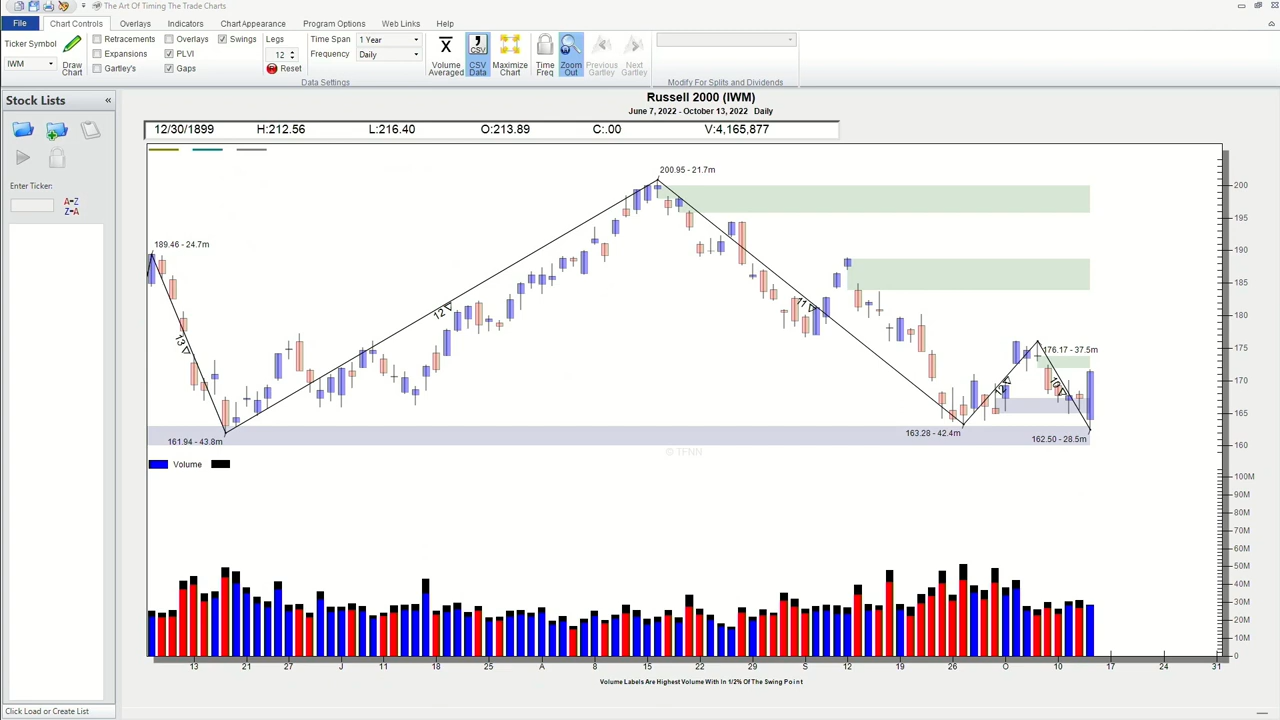 The Art Of Timing The Trade Charts
File Chart Controls Overlays Indicators Chart Appearance Program Options Web Links Help
Ticker Symbol
IWM
Draw Chart
Retracements Overlays Swings
Expansions PLVI
Gartley's Gaps
Legs
12
Reset
Time Span 1 Year
Frequency Daily
Data Settings
X
Volume Averaged
CSV
CSV Data
Maximize Chart
Time Freq
Zoom Out
Previous Gartley
Next Gartley
Modify For Splits and Dividends
Stock Lists «
Enter Ticker:
A-Z
Z-A
Click Load or Create List
Russell 2000 (IWM)
June 7, 2022 - October 13, 2022 Daily
12/30/1899 H:212.56 L:216.40 O:213.89 C:.00 V:4,165,877
200.95 - 21.7m
189.46 - 24.7m
13
12
11
12
10
176.17 - 37.5m
161.94 - 43.8m
163.28 - 42.4m
162.50 - 28.5m
© TFNN
200
195
190
185
180
175
170
165
160
Volume
100M
90M
80M
70M
60M
50M
40M
30M
20M
10M
0
13 21 27 J 11 18 25 A 8 15 22 29 S 12 19 26 O 10 17 24 31
Volume Labels Are Highest Volume With In 1/2% Of The Swing Point